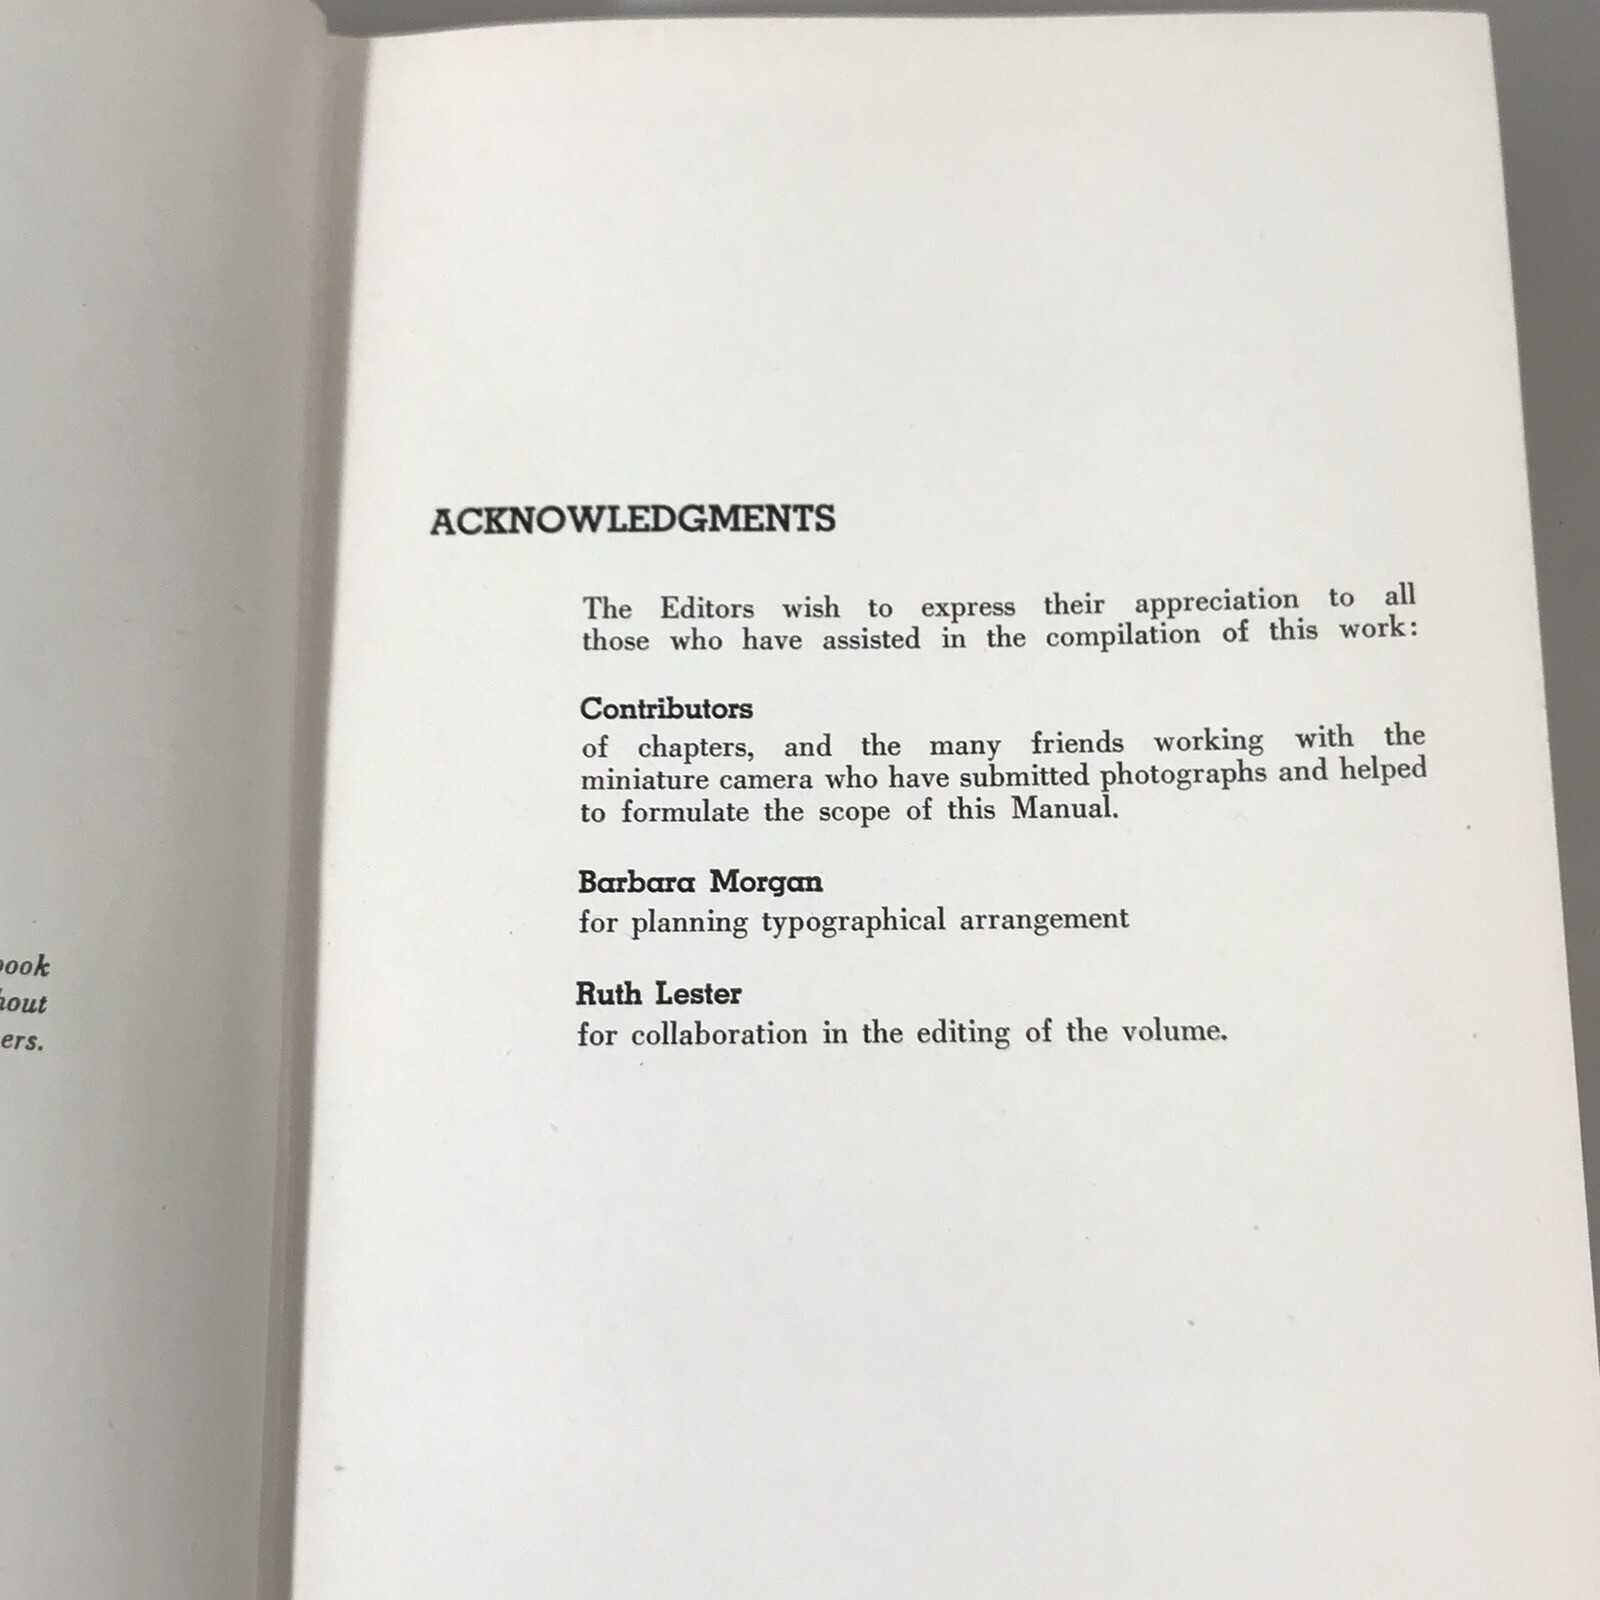 ACKNOWLEDGMENTS
The Editors wish to express their appreciation to all
those who have assisted in the compilation of this work:
Contributors
of chapters, and the many friends working with the
miniature camera who have submitted photographs and helped
to formulate the scope of this Manual.
Barbara Morgan
for planning typographical arrangement
Ruth Lester
for collaboration in the editing of the volume.